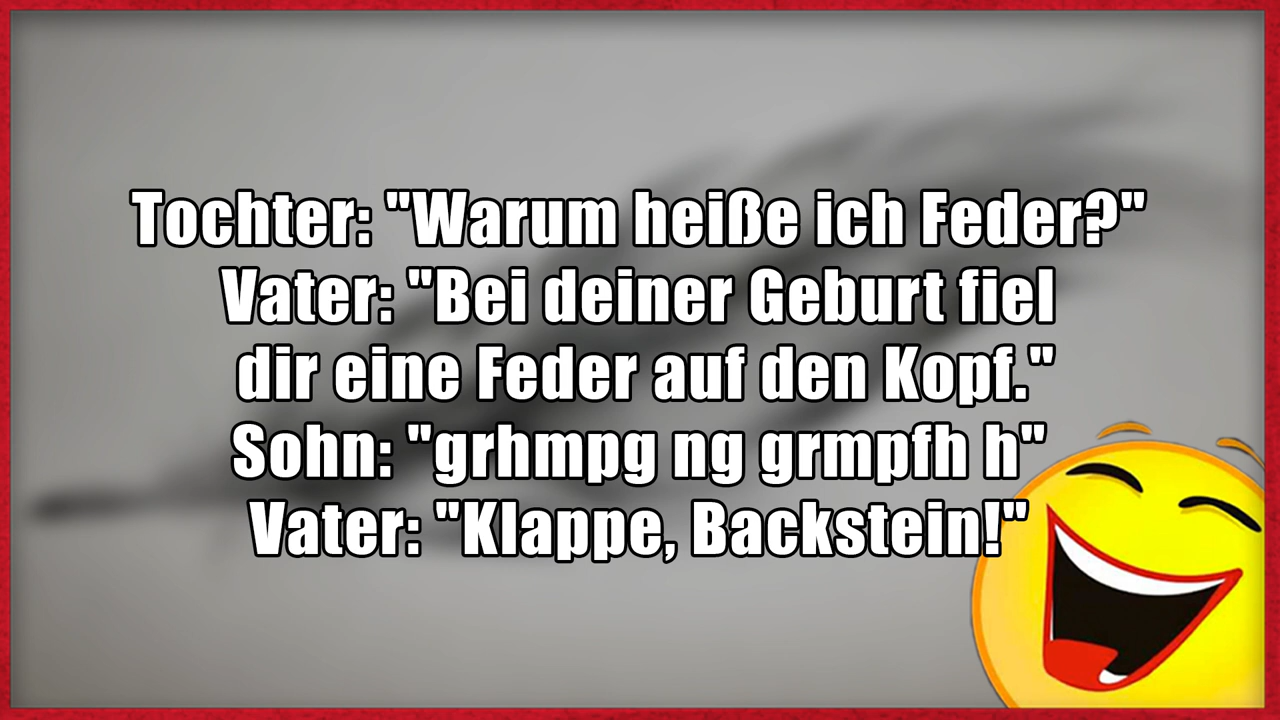 Tochter: "Warum heiße ich Feder?"
Vater: "Bei deiner Geburt fiel
dir eine Feder auf den Kopf."
Sohn: "grhmpg ng grmpfh h"
Vater: "Klappe, Backstein!"